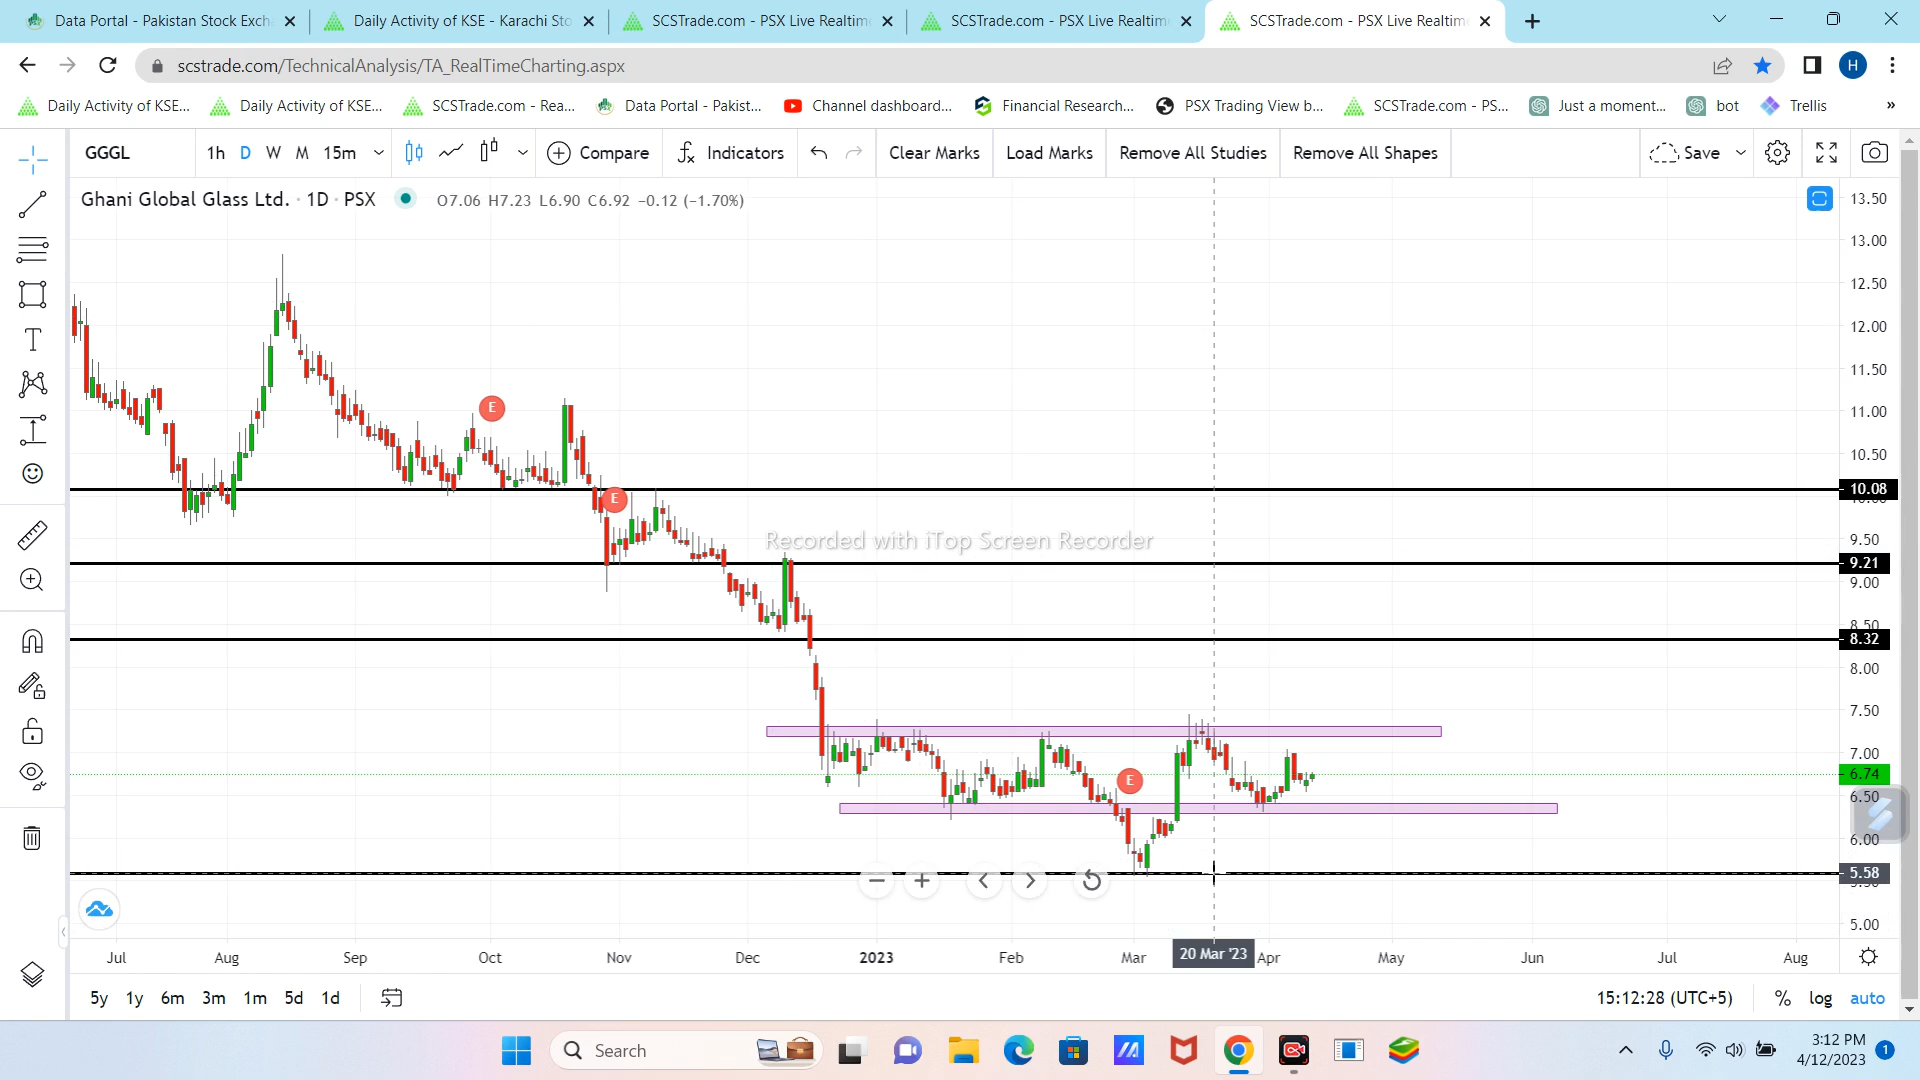 Data Portal - Pakistan Stock Exch
Daily Activity of KSE - Karachi Sto
SCSTrade.com - PSX Live Realtim
SCSTrade.com - PSX Live Realtim
SCSTrade.com - PSX Live Realtim
scstrade.com/TechnicalAnalysis/TA_RealTimeCharting.aspx
H
Daily Activity of KSE...
Daily Activity of KSE...
SCSTrade.com - Rea...
Data Portal - Pakist...
Channel dashboard...
Financial Research...
PSX Trading View b...
SCSTrade.com - PS...
Just a moment...
bot
Trellis
»
GGGL
1h D W M 15m
Compare
Indicators
Clear Marks
Load Marks
Remove All Studies
Remove All Shapes
Save
Ghani Global Glass Ltd. · 1D · PSX
O7.06 H7.23 L6.90 C6.92 −0.12 (−1.70%)
13.50
13.00
12.50
12.00
11.50
11.00
E
10.50
10.08
E
9.50
Recorded with iTop Screen Recorder
9.21
9.00
8.50
8.32
8.00
7.50
7.00
E
6.74
6.50
6.00
5.58
5.00
Jul Aug Sep Oct Nov Dec 2023 Feb Mar 20 Mar '23 Apr May Jun Jul Aug
5y 1y 6m 3m 1m 5d 1d
15:12:28 (UTC+5)
% log auto
Search
3:12 PM
4/12/2023
1